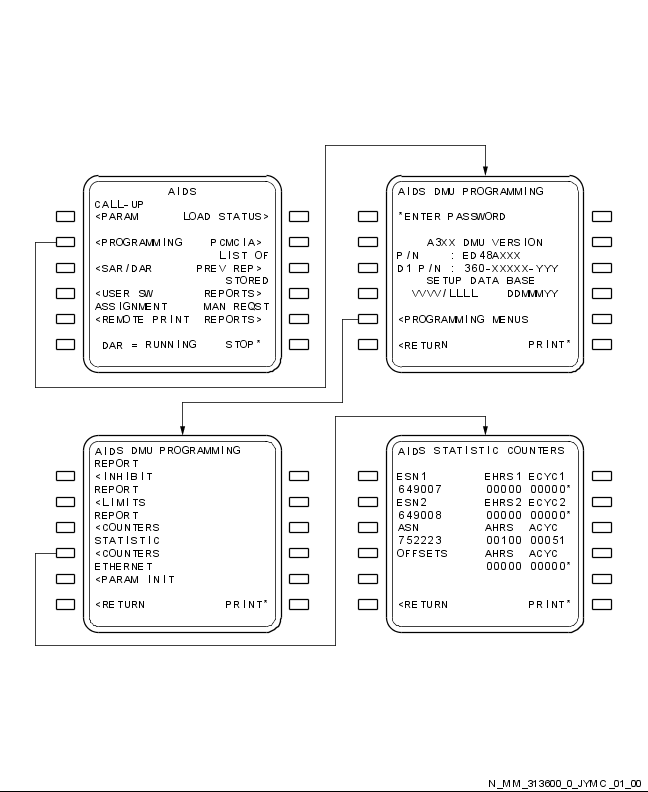 AIDS
CALL-UP
<PARAM LOAD STATUS>
<PROGRAMMING PCMCIA>
LIST OF
<SAR/DAR PREV REP>
STORED
<USER SW REPORTS>
ASSIGNMENT MAN REQST
<REMOTE PRINT REPORTS>
DAR = RUNNING STOP*
AIDS DMU PROGRAMMING
*ENTER PASSWORD
A3XX DMU VERSION
P/N : ED48AXXX
D1 P/N : 360-XXXXX-YYY
SETUP DATA BASE
VVVV/LLLL DDMMMYY
<PROGRAMMING MENUS
<RETURN PRINT*
AIDS DMU PROGRAMMING
REPORT
<INHIBIT
REPORT
<LIMITS
REPORT
<COUNTERS
STATISTIC
<COUNTERS
ETHERNET
<PARAM INIT
<RETURN PRINT*
AIDS STATISTIC COUNTERS
ESN1 EHRS1 ECYC1
649007 00000 00000*
ESN2 EHRS2 ECYC2
649008 00000 00000*
ASN AHRS ACYC
752223 00100 00051
OFFSETS AHRS ACYC
00000 00000*
<RETURN PRINT*
N_MM_313600_0_JYMC_01_00